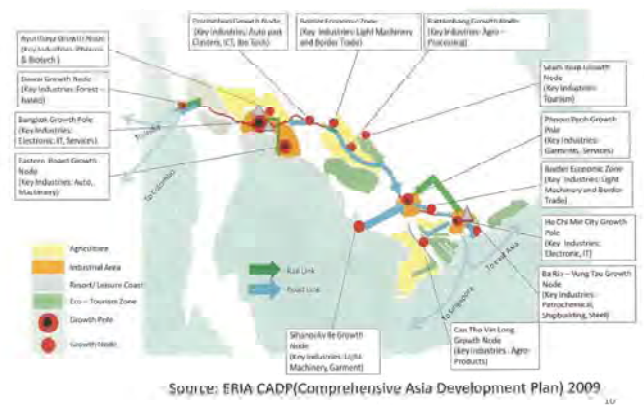 Growth Node
(Key Industries: Auto part
Clusters, ICT, Bio Tech)
Border Economic Zone
(Key Industries: Light Machinery
and Border Trade)
Battambang Growth Node
(Key Industries: Agro –
Processing)
Ayutthaya Growth Node
(Key Industries:
& Biotech)
Dawei Growth Node
(Key Industries: Forest –
based)
Bangkok Growth Pole
(Key Industries:
Electronic, IT, Services)
Eastern Board Growth
Node
(Key Industries: Auto,
Machinery)
Growth
Node
(Key Industries:
Tourism)
Phnom Penh Growth
Pole
(Key Industries:
Garments, Services)
Border Economic Zone
(Key Industries: Light
Machinery and Border
Trade)
Ho Chi Minh City Growth
Pole
(Key Industries:
Electronic, IT)
Ba Ria – Vung Tau Growth
Node
(Key Industries:
Petrochemical,
Shipbuilding, Steel)
To India
To Colombo
To East Asia
To Singapore
Agriculture
Industrial Area
Resort/ Leisure Coast
Eco – Tourism Zone
Growth Pole
Growth Node
Rail Link
Road Link
Sihanoukville Growth
Node
(Key Industries: Light
Machinery, Garment)
Can Tho Vin Long
Growth Node
(Key Industries: Agro-
Products)
Source: ERIA CADP(Comprehensive Asia Development Plan) 2009